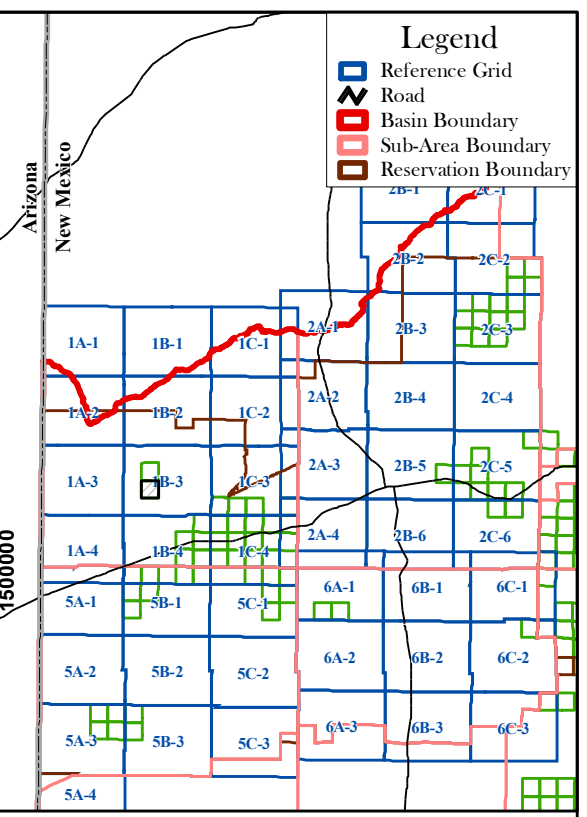 Legend
Reference Grid
Road
Basin Boundary
Sub-Area Boundary
Reservation Boundary
Arizona
New Mexico
1500000
2B-1 2C-1
2B-2 2C-2
2A-1 2B-3 2C-3
1A-1 1B-1 1C-1
2A-2 2B-4 2C-4
1A-2 1B-2 1C-2
2A-3 2B-5 2C-5
1A-3 1B-3 1C-3
2A-4 2B-6 2C-6
1A-4 1B-4 1C-4
6A-1 6B-1 6C-1
5A-1 5B-1 5C-1
6A-2 6B-2 6C-2
5A-2 5B-2 5C-2
6A-3 6B-3 6C-3
5A-3 5B-3 5C-3
5A-4